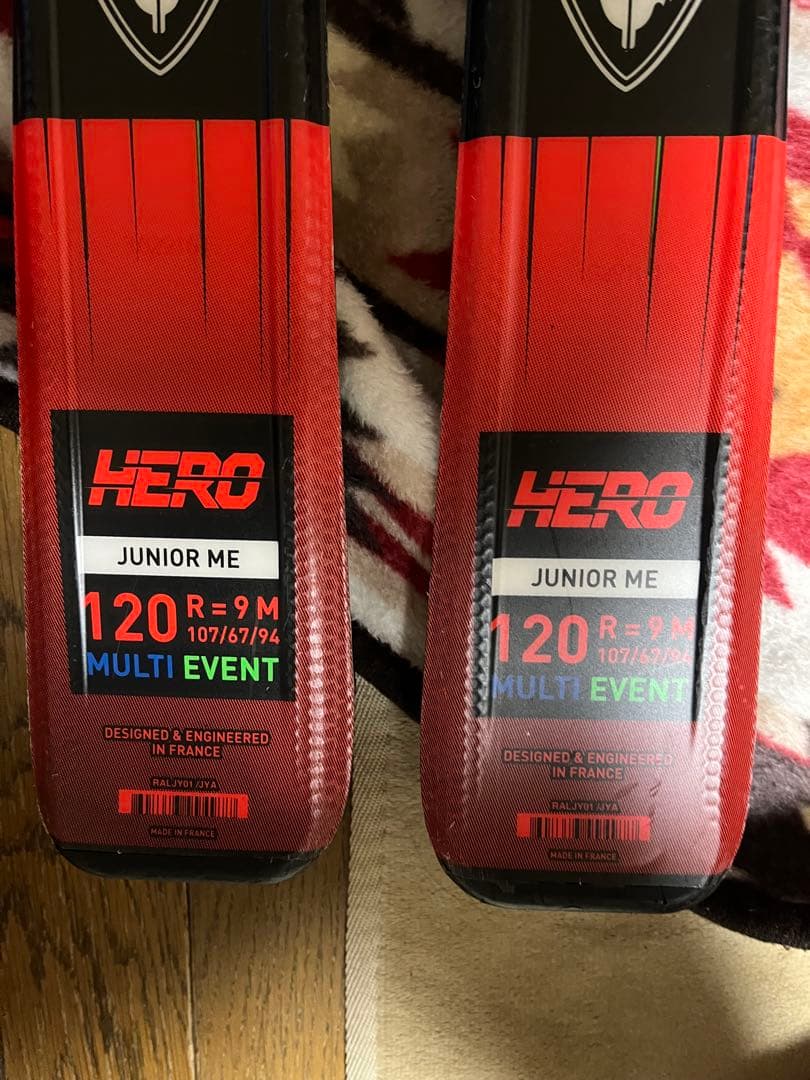 HERO
JUNIOR ME
120 R = 9 M
107/67/94
MULTI EVENT
DESIGNED & ENGINEERED
IN FRANCE
RALJY01 /JYA
MADE IN FRANCE
HERO
JUNIOR ME
120 R = 9 M
107/67/94
MULTI EVENT
DESIGNED & ENGINEERED
IN FRANCE
RALJY01 /JYA
MADE IN FRANCE